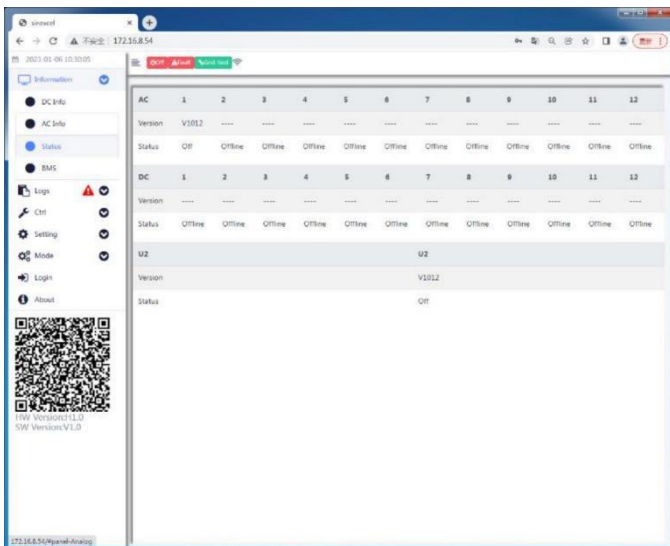 sinexcel
不安全 172.16.8.54
更新
2023-01-06 10:30:05
Off Fault
Information
DC Info
AC Info
Status
BMS
Logs
Ctrl
Setting
Mode
Login
About
HW Version:H1.0
SW Version:V1.0
AC 1 2 3 4 5 6 7 8 9 10 11 12
Version V1012 ---- ---- ---- ---- ---- ---- ---- ---- ---- ---- ----
Status Off Offline Offline Offline Offline Offline Offline Offline Offline Offline Offline Offline
DC 1 2 3 4 5 6 7 8 9 10 11 12
Version ---- ---- ---- ---- ---- ---- ---- ---- ---- ---- ---- ----
Status Offline Offline Offline Offline Offline Offline Offline Offline Offline Offline Offline Offline
U2 U2
Version V1012
Status Off
172.16.8.54/#panel-Analog